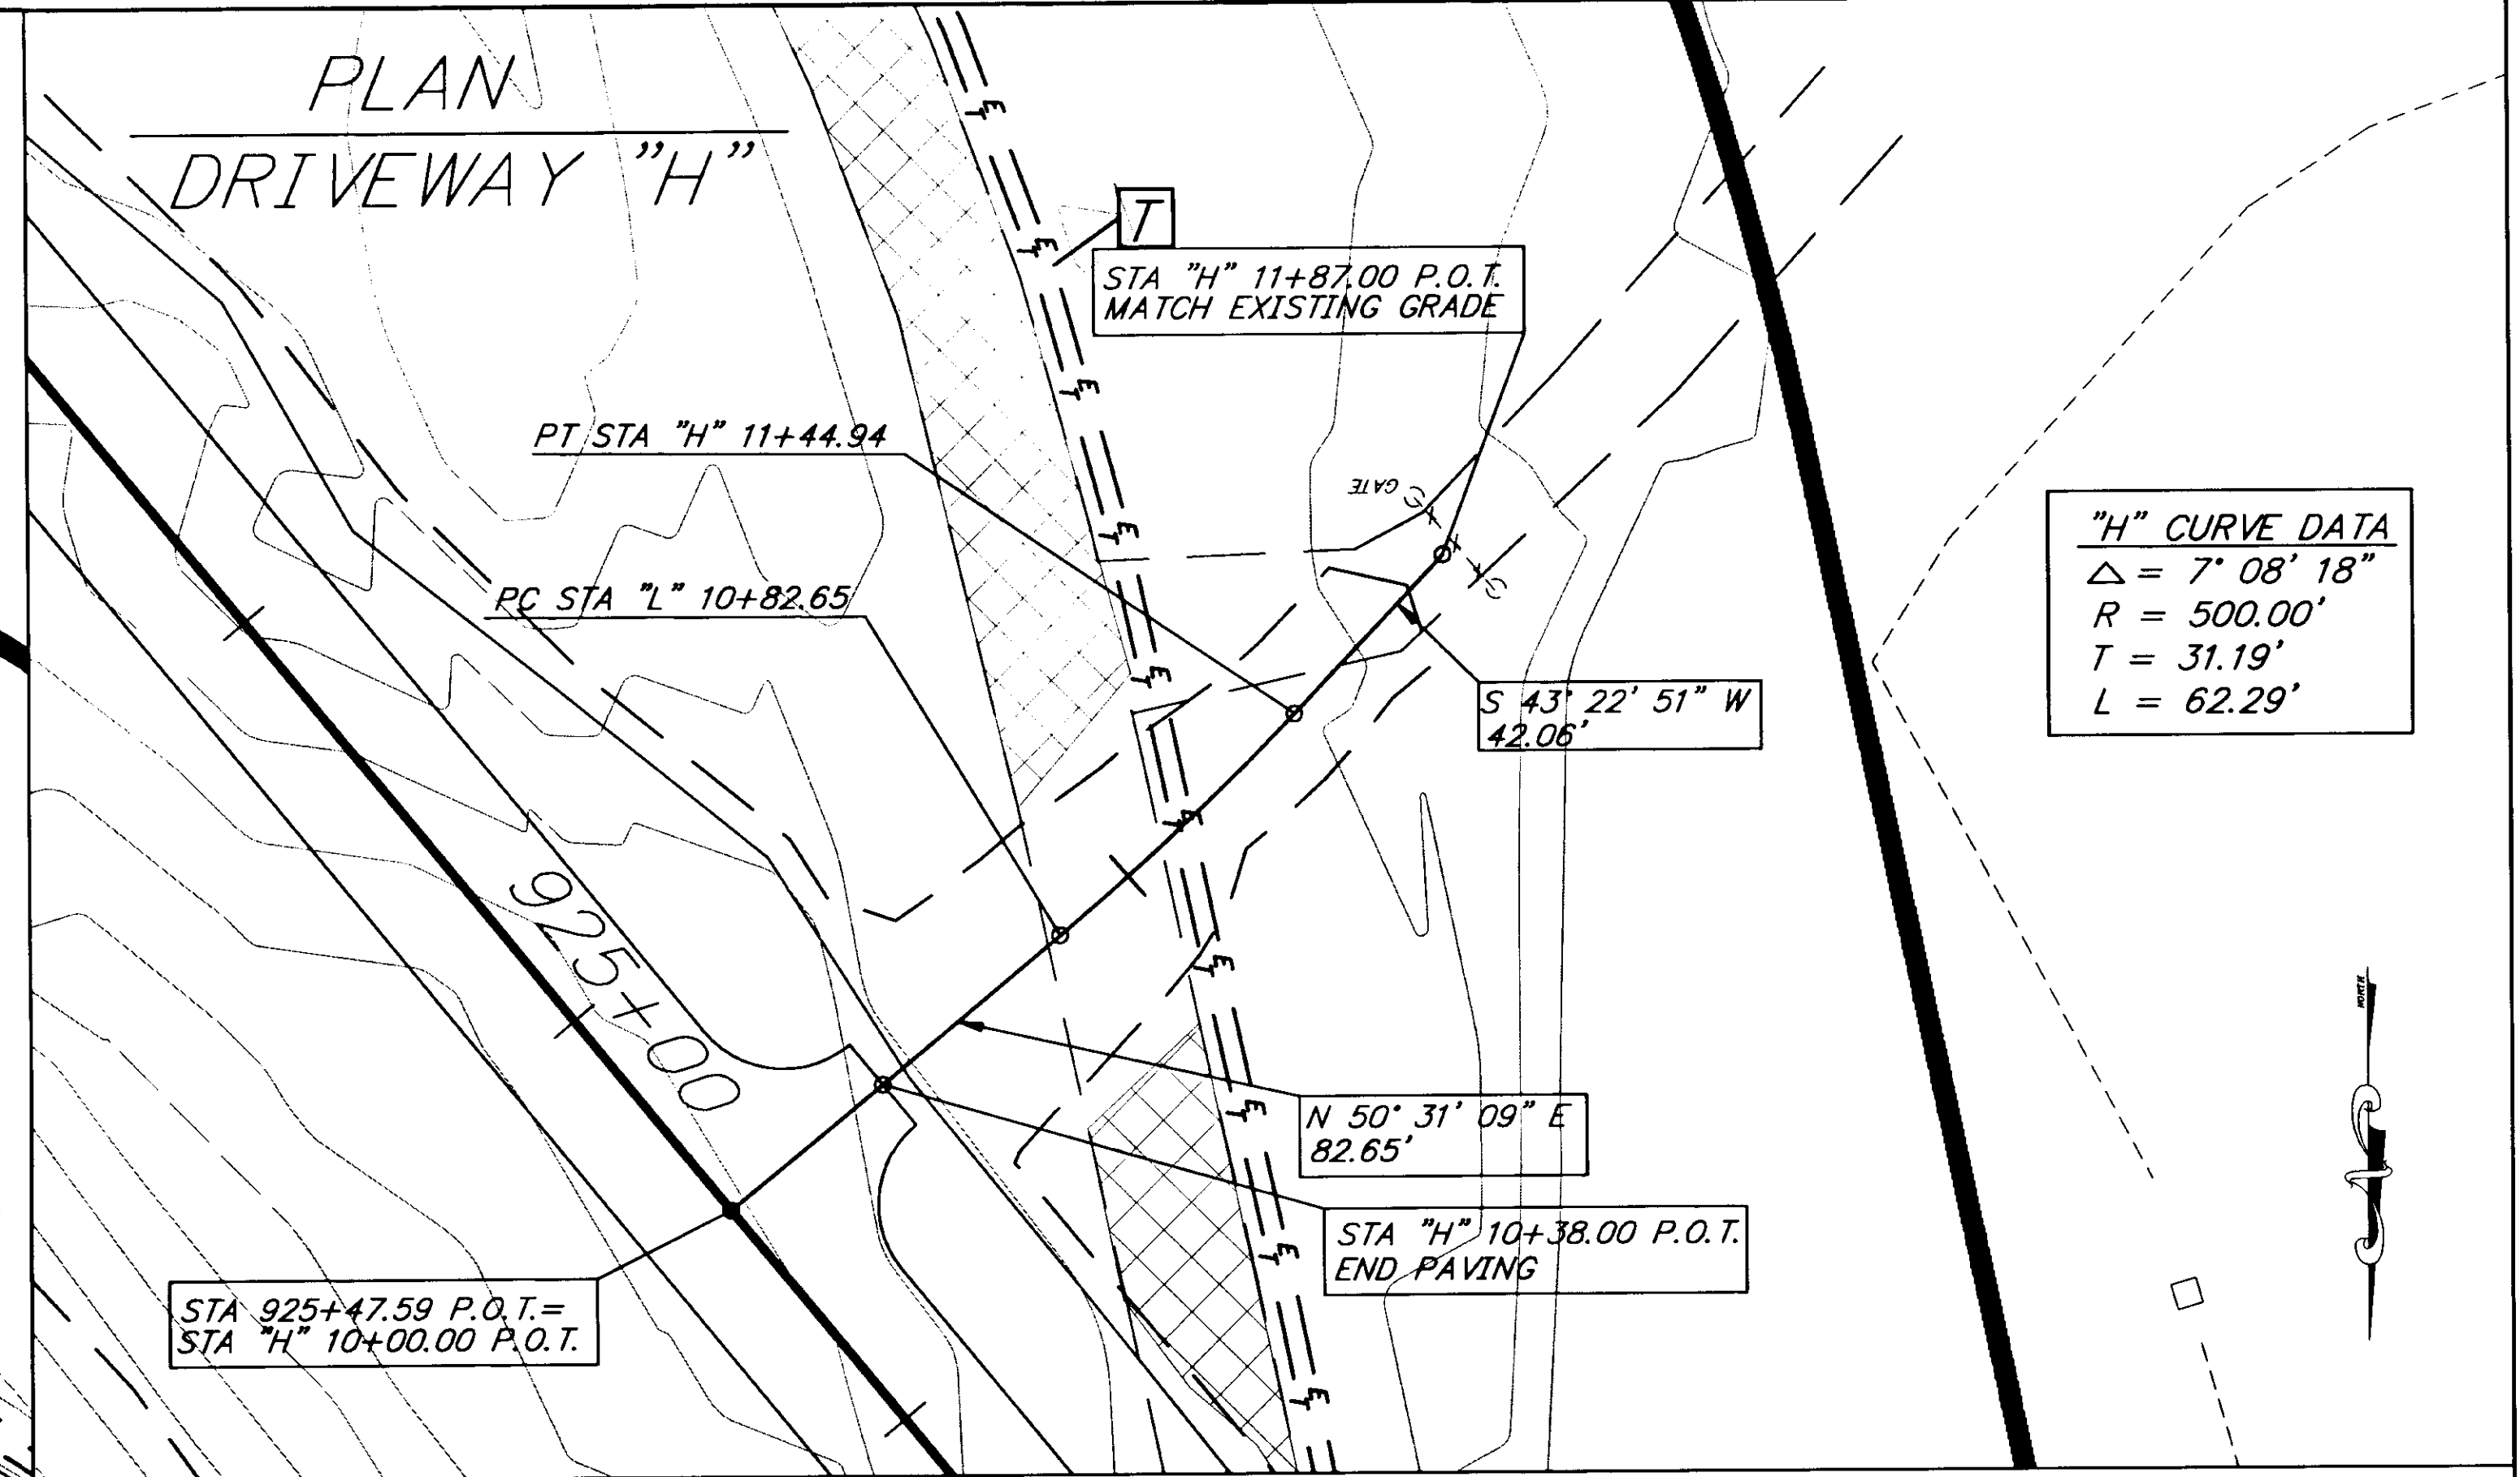 PLAN
DRIVEWAY "H"
T
STA "H" 11+87.00 P.O.T.
MATCH EXISTING GRADE
PT STA "H" 11+44.94
GATE
PC STA "L" 10+82.65
"H" CURVE DATA
△ = 7° 08' 18"
R = 500.00'
T = 31.19'
L = 62.29'
S 43° 22' 51" W
42.06'
925+00
NORTH
N 50° 31' 09" E
82.65'
STA "H" 10+38.00 P.O.T.
END PAVING
STA 925+47.59 P.O.T.=
STA "H" 10+00.00 P.O.T.
E
T
E
T
E
T
E
T
E
T
E
T
E
T
E
T
E
T
E
T